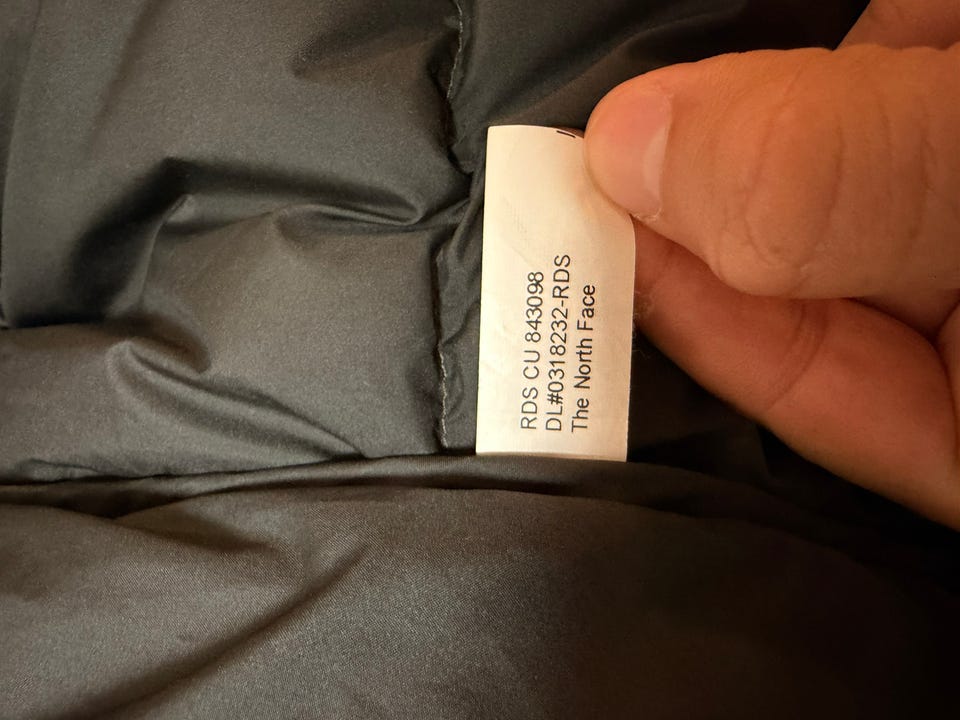 RDS CU 843098
DL#0318232-RDS
The North Face